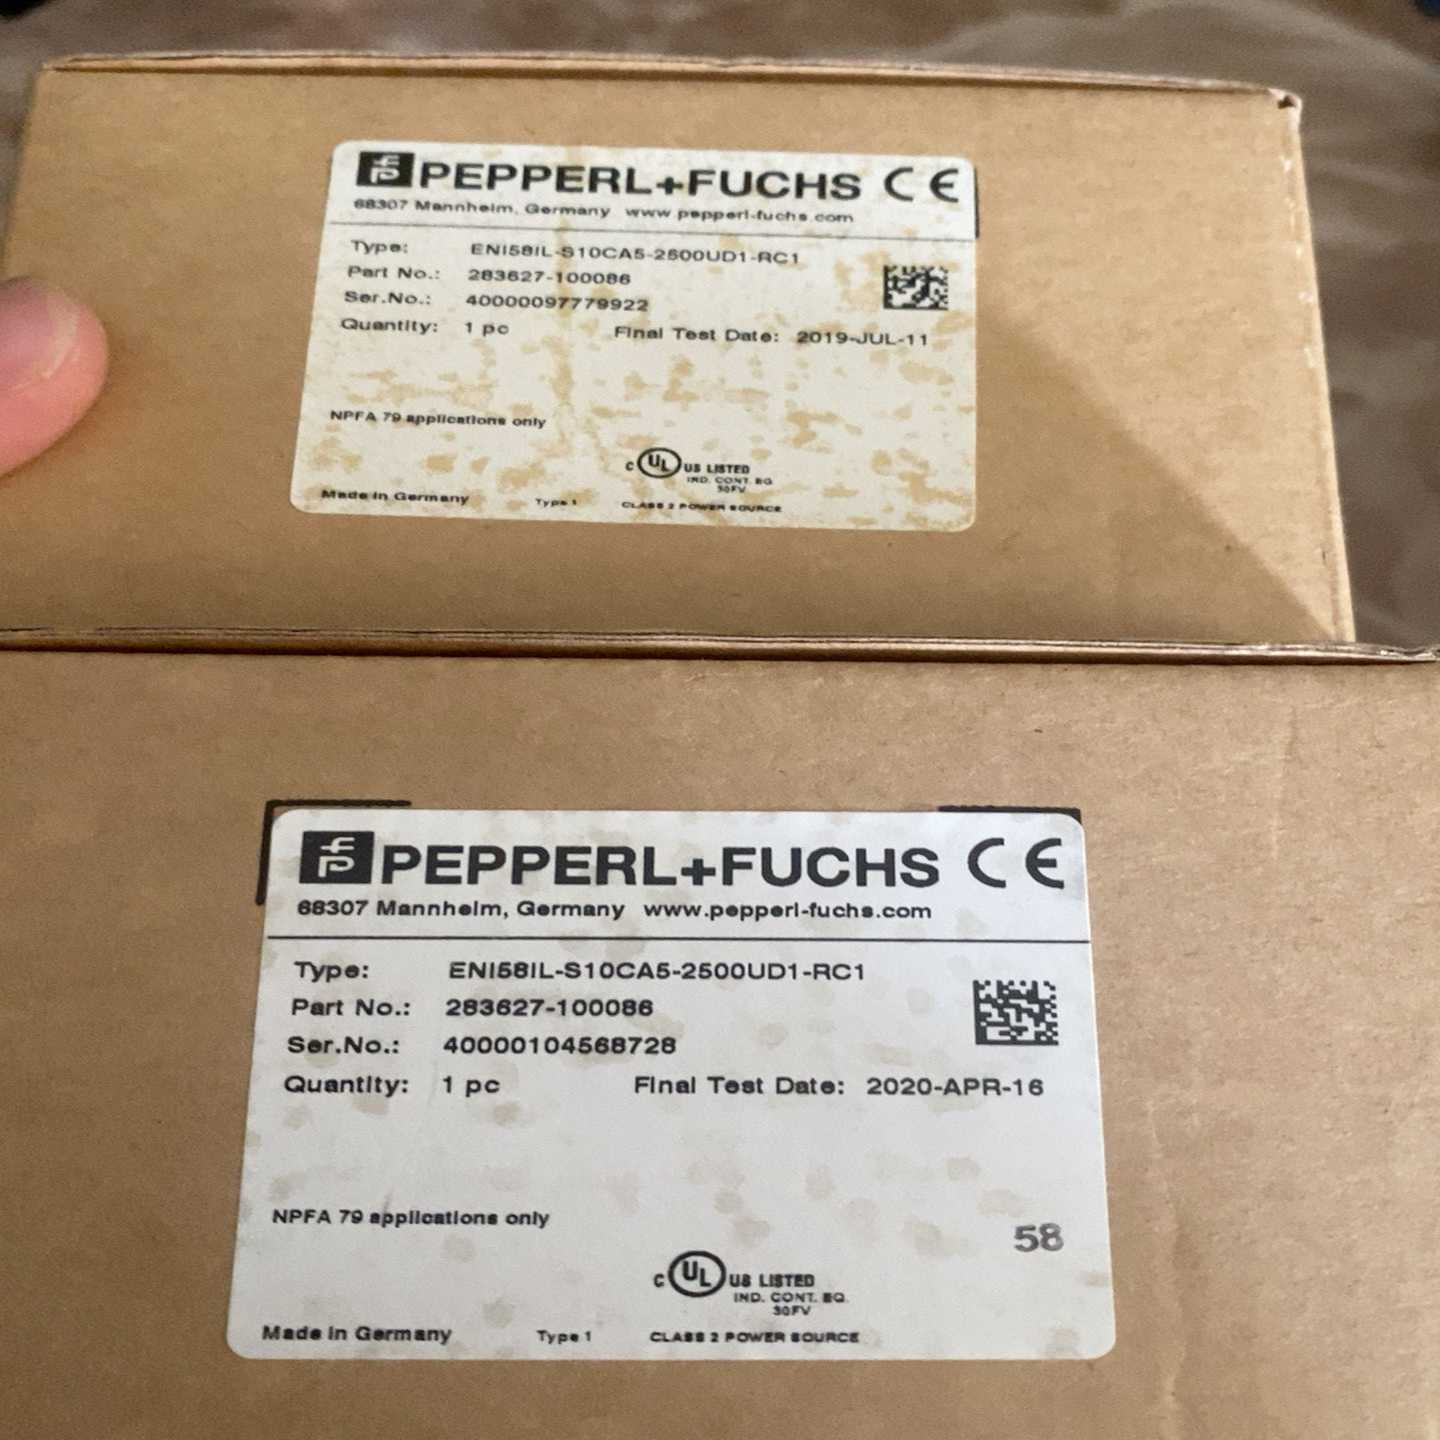 PEPPERL+FUCHS CE
68307 Mannheim, Germany www.pepperl-fuchs.com
Type: ENI58IL-S10CA5-2500UD1-RC1
Part No.: 283627-100086
Ser.No.: 40000097779922
Quantity: 1 pc Final Test Date: 2019-JUL-11
NPFA 79 applications only
C UL US LISTED
IND. CONT. EQ.
30FV
Made in Germany Type 1 CLASS 2 POWER SOURCE
PEPPERL+FUCHS CE
68307 Mannheim, Germany www.pepperl-fuchs.com
Type: ENI58IL-S10CA5-2500UD1-RC1
Part No.: 283627-100086
Ser.No.: 40000104568728
Quantity: 1 pc Final Test Date: 2020-APR-16
NPFA 79 applications only
58
C UL US LISTED
IND. CONT. EQ.
30FV
Made in Germany Type 1 CLASS 2 POWER SOURCE